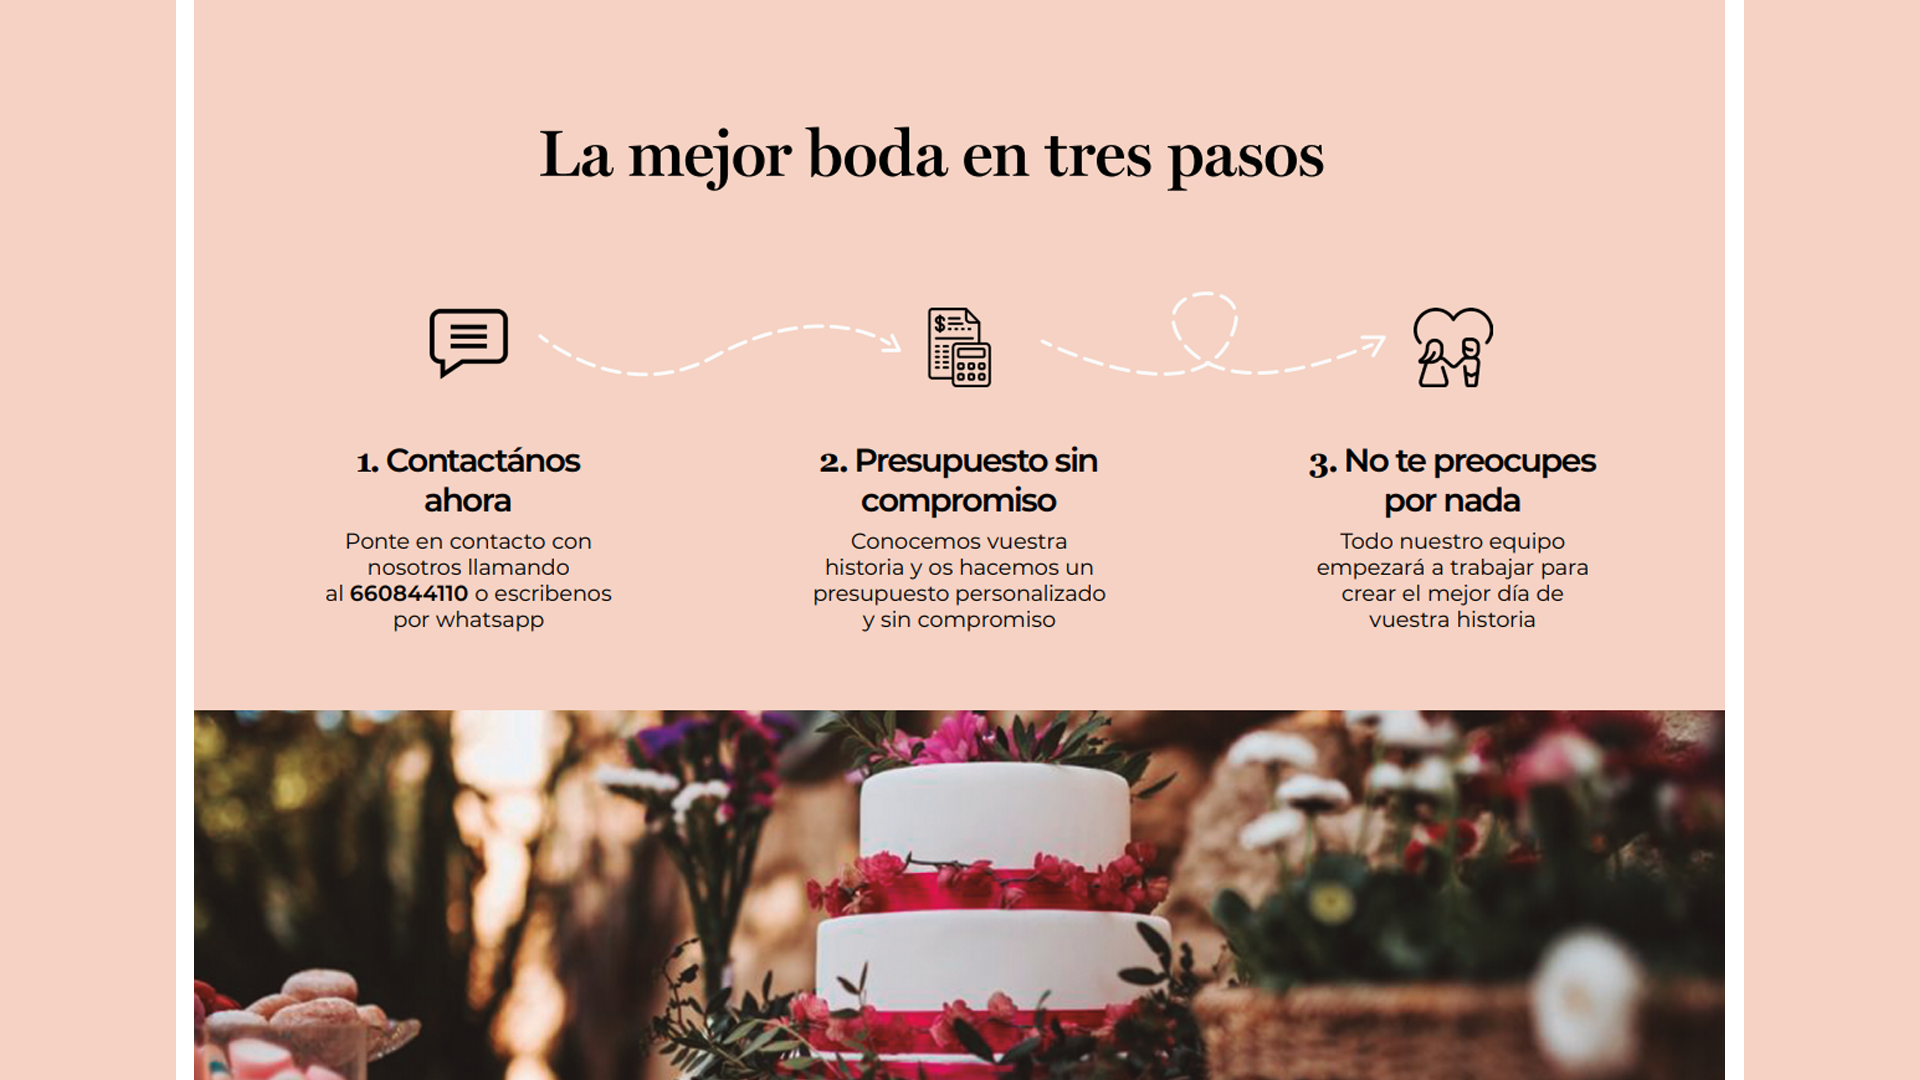 La mejor boda en tres pasos
1. Contactános
ahora
Ponte en contacto con
nosotros llamando
al 660844110 o escribenos
por whatsapp
2. Presupuesto sin
compromiso
Conocemos vuestra
historia y os hacemos un
presupuesto personalizado
y sin compromiso
3. No te preocupes
por nada
Todo nuestro equipo
empezará a trabajar para
crear el mejor día de
vuestra historia